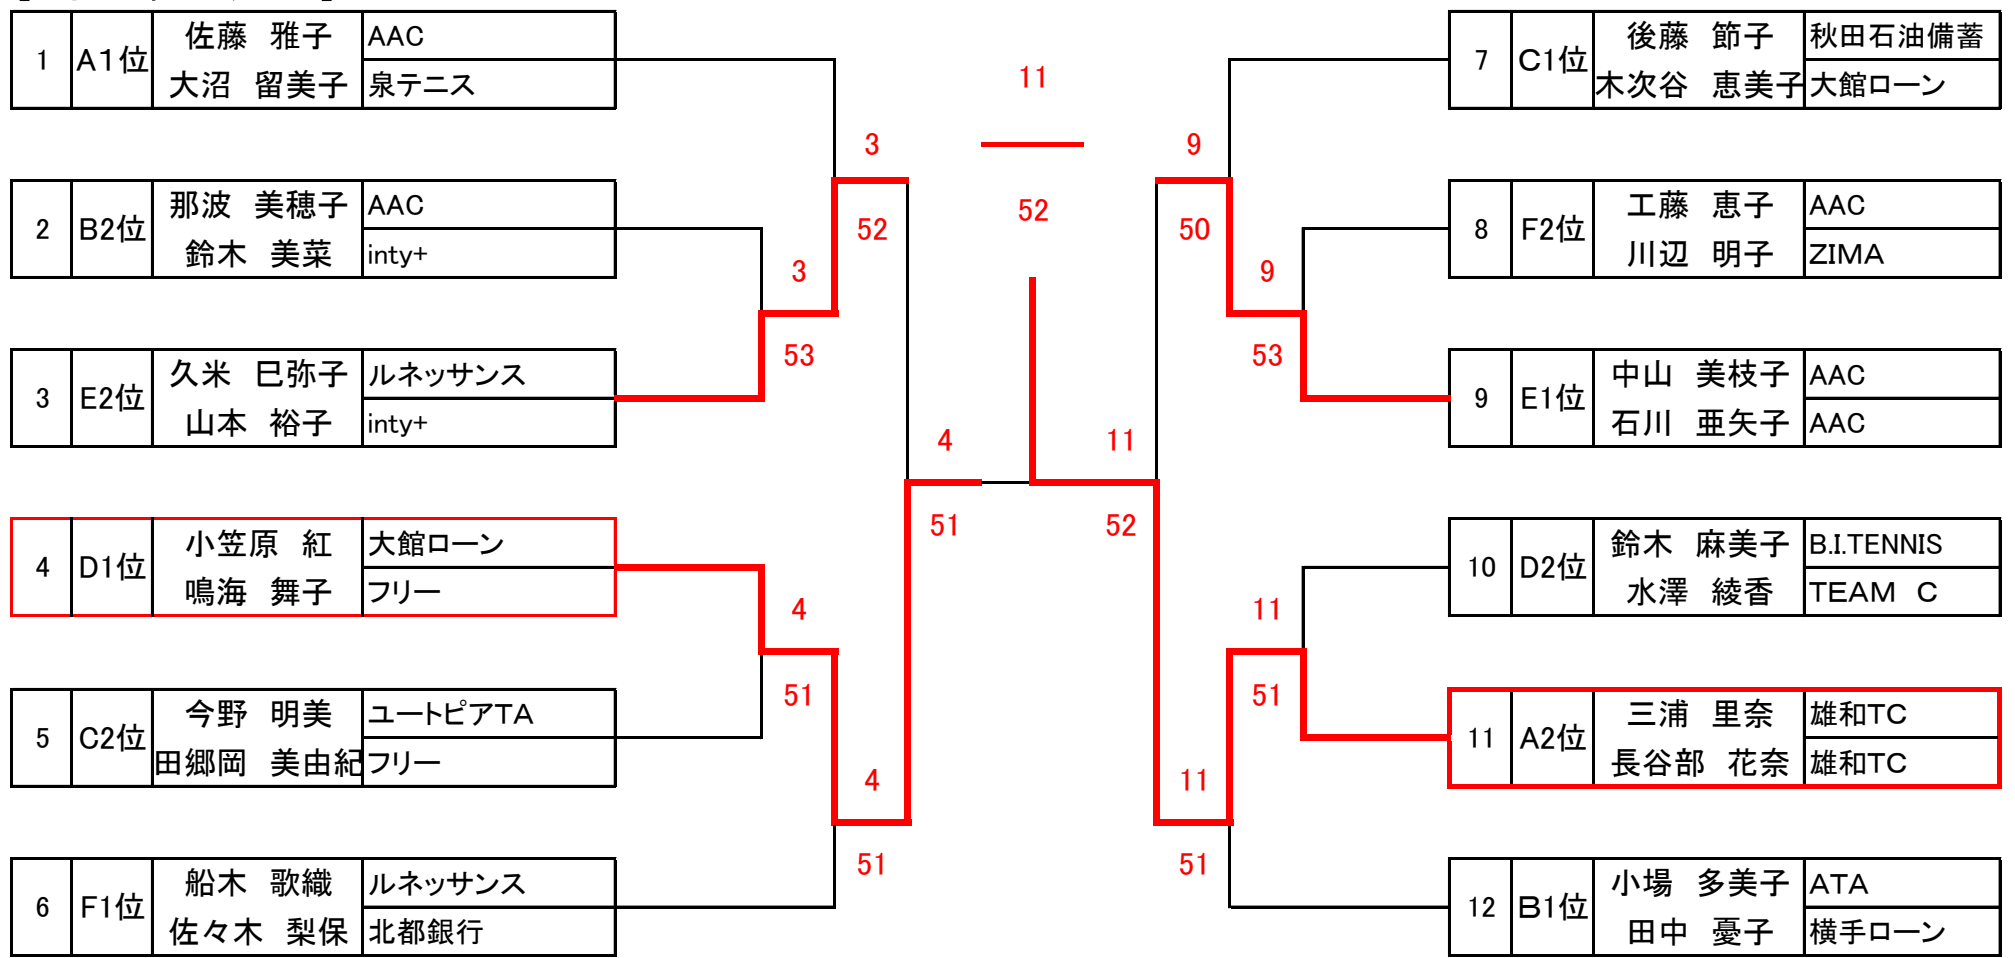 1 A1位 佐藤 雅子 AAC
大沼 留美子 泉テニス
2 B2位 那波 美穂子 AAC
鈴木 美菜 inty+
3 E2位 久米 巳弥子 ルネッサンス
山本 裕子 inty+
4 D1位 小笠原 紅 大館ローン
鳴海 舞子 フリー
5 C2位 今野 明美 ユートピアTA
田郷岡 美由紀 フリー
6 F1位 船木 歌織 ルネッサンス
佐々木 梨保 北都銀行
3
52
3
53
4
51
4
51
4
51
11
52
9
50
9
53
11
52
11
51
11
51
7 C1位 後藤 節子 秋田石油備蓄
木次谷 恵美子 大館ローン
8 F2位 工藤 恵子 AAC
川辺 明子 ZIMA
9 E1位 中山 美枝子 AAC
石川 亜矢子 AAC
10 D2位 鈴木 麻美子 B.I.TENNIS
水澤 綾香 TEAM C
11 A2位 三浦 里奈 雄和TC
長谷部 花奈 雄和TC
12 B1位 小場 多美子 ATA
田中 憂子 横手ローン